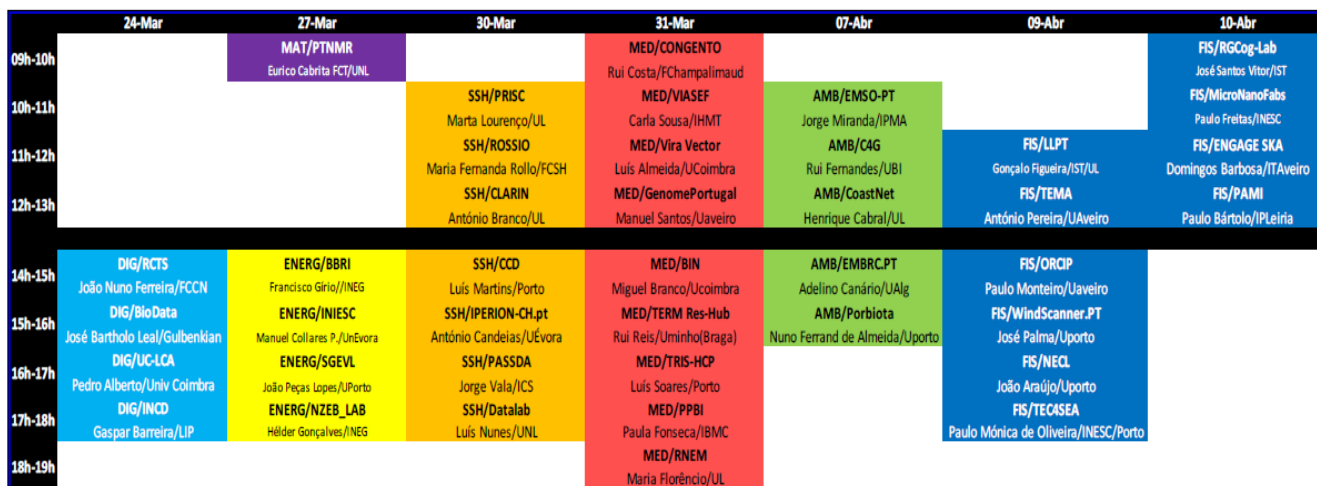 24-Mar 27-Mar 30-Mar 31-Mar 07-Abr 09-Abr 10-Abr
09h-10h MAT/PTNMR MED/CONGENTO FIS/RGCog-Lab
Eurico Cabrita FCT/UNL Rui Costa/FChampalimaud José Santos Vitor/IST
10h-11h SSH/PRISC MED/VIASEF AMB/EMSO-PT FIS/MicroNanoFabs
Marta Lourenço/UL Carla Sousa/IHMT Jorge Miranda/IPMA Paulo Freitas/INESC
11h-12h SSH/ROSSIO MED/Vira Vector AMB/C4G FIS/LLPT FIS/ENGAGE SKA
Maria Fernanda Rollo/FCSH Luís Almeida/UCoimbra Rui Fernandes/UBI Gonçalo Figueira/IST/UL Domingos Barbosa/ITAveiro
12h-13h SSH/CLARIN MED/GenomePortugal AMB/CoastNet FIS/TEMA FIS/PAMI
António Branco/UL Manuel Santos/Uaveiro Henrique Cabral/UL António Pereira/UAveiro Paulo Bártolo/IPLeiria
14h-15h DIG/RCTS ENERG/BBRI SSH/CCD MED/BIN AMB/EMBRC.PT FIS/ORCIP
João Nuno Ferreira/FCCN Francisco Gírio//INEG Luís Martins/Porto Miguel Branco/Ucoimbra Adelino Canário/UAlg Paulo Monteiro/Uaveiro
15h-16h DIG/BioData ENERG/INIESC SSH/IPERION-CH.pt MED/TERM Res-Hub AMB/Porbiota FIS/WindScanner.PT
José Bartholo Leal/Gulbenkian Manuel Collares P./UnEvora António Candeias/UÉvora Rui Reis/Uminho(Braga) Nuno Ferrand de Almeida/Uporto José Palma/Uporto
16h-17h DIG/UC-LCA ENERG/SGEVL SSH/PASSDA MED/TRIS-HCP FIS/NECL
Pedro Alberto/Univ Coimbra João Peças Lopes/UPorto Jorge Vala/ICS Luís Soares/Porto João Araújo/Uporto
17h-18h DIG/INCD ENERG/NZEB_LAB SSH/Datalab MED/PPBI FIS/TEC4SEA
Gaspar Barreira/LIP Hélder Gonçalves/INEG Luís Nunes/UNL Paula Fonseca/IBMC Paulo Mónica de Oliveira/INESC/Porto
18h-19h MED/RNEM
Maria Florêncio/UL